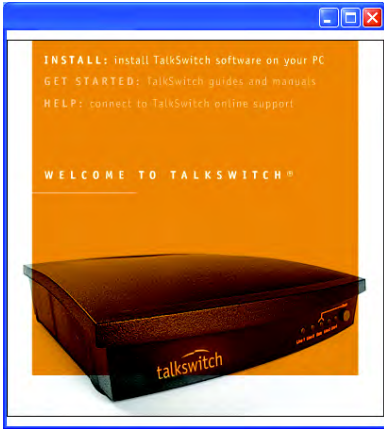 INSTALL: install TalkSwitch software on your PC
GET STARTED: TalkSwitch guides and manuals
HELP: connect to TalkSwitch online support
WELCOME TO TALKSWITCH®
talkswitch